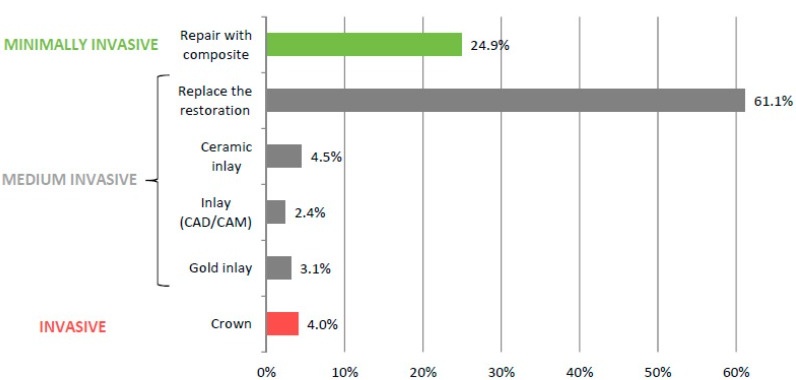 MINIMALLY INVASIVE
Repair with
composite
24.9%
Replace the
restoration
61.1%
Ceramic
inlay
4.5%
MEDIUM INVASIVE
Inlay
(CAD/CAM)
2.4%
Gold inlay
3.1%
INVASIVE
Crown
4.0%
0% 10% 20% 30% 40% 50% 60%